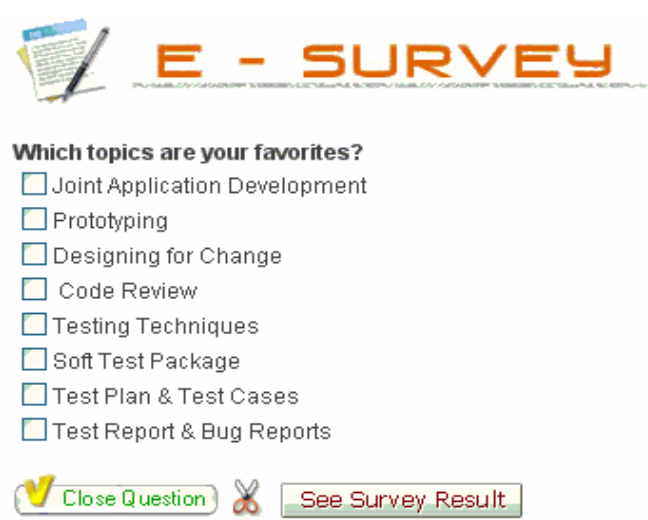 E - SURVEY
Which topics are your favorites?
Joint Application Development
Prototyping
Designing for Change
Code Review
Testing Techniques
Soft Test Package
Test Plan & Test Cases
Test Report & Bug Reports
Close Question See Survey Result